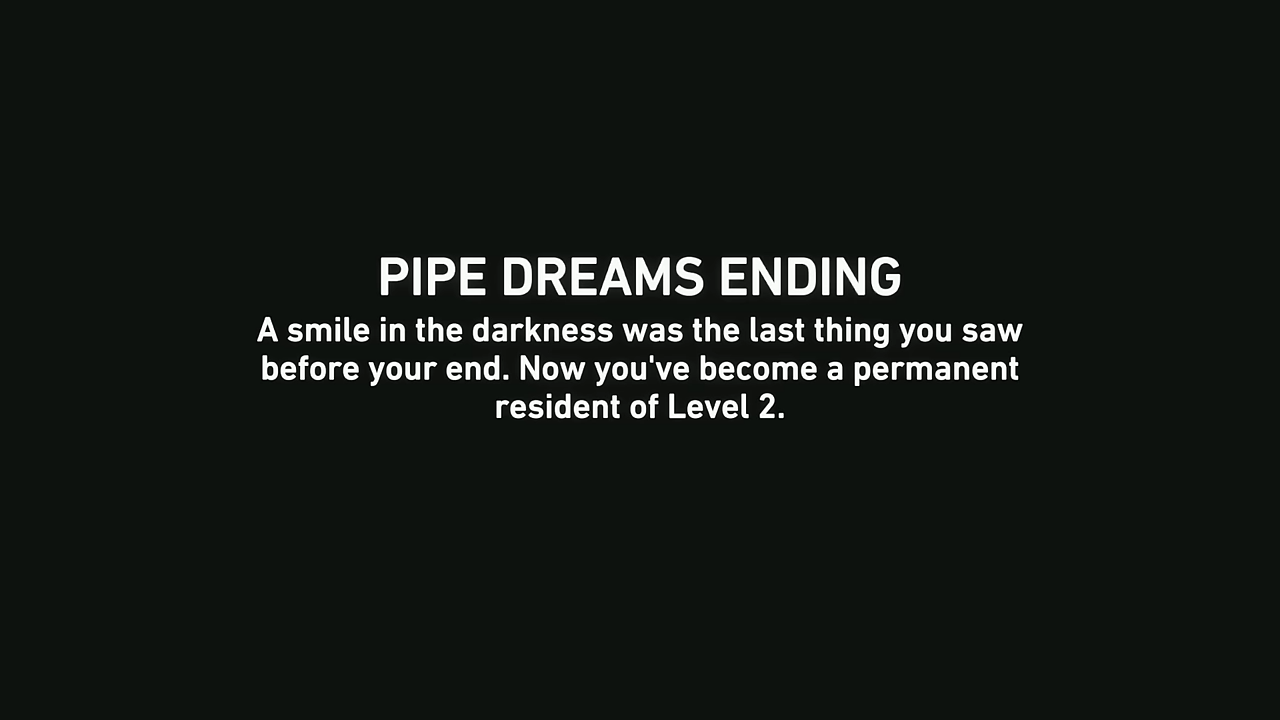 PIPE DREAMS ENDING
A smile in the darkness was the last thing you saw
before your end. Now you've become a permanent
resident of Level 2.